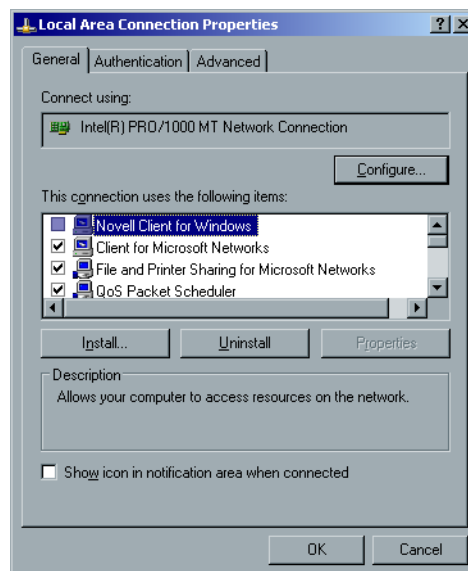 Local Area Connection Properties
General Authentication Advanced
Connect using:
Intel(R) PRO/1000 MT Network Connection
Configure...
This connection uses the following items:
Novell Client for Windows
Client for Microsoft Networks
File and Printer Sharing for Microsoft Networks
QoS Packet Scheduler
Install... Uninstall Properties
Description
Allows your computer to access resources on the network.
Show icon in notification area when connected
OK Cancel